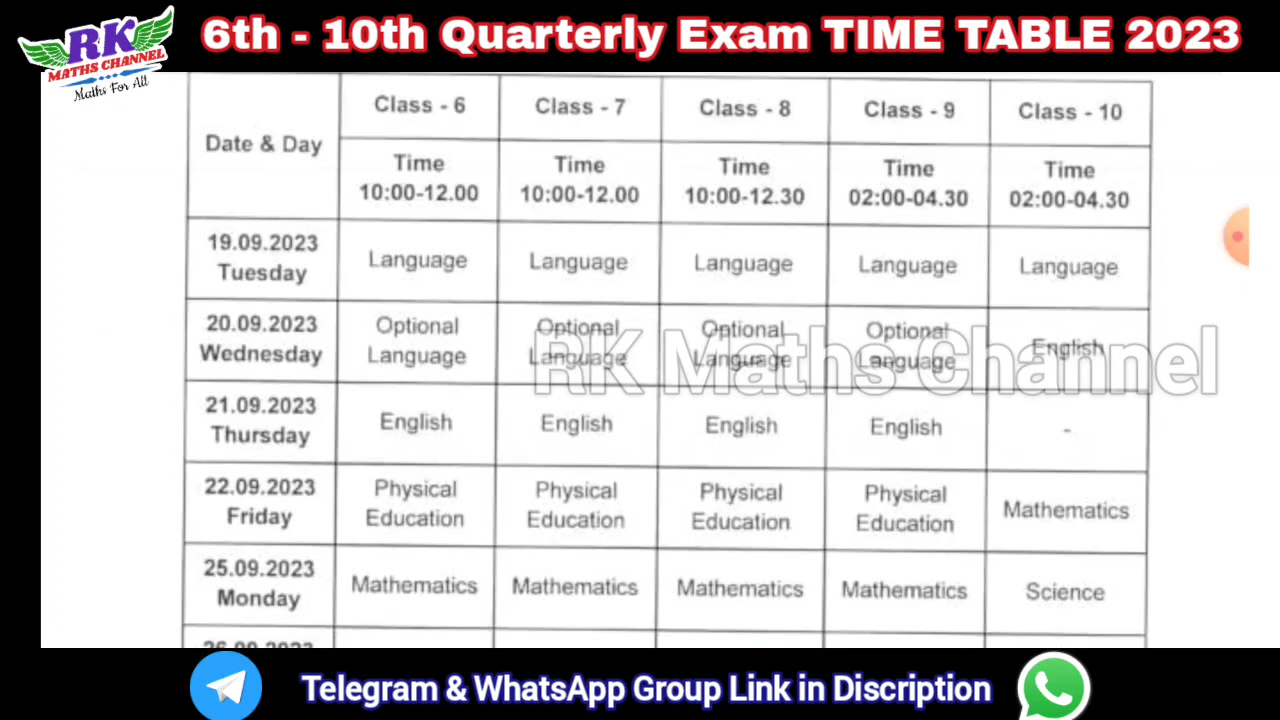 RK
MATHS CHANNEL
Maths For All
6th - 10th Quarterly Exam TIME TABLE 2023
Date & Day
Class - 6
Class - 7
Class - 8
Class - 9
Class - 10
Time
10:00-12.00
Time
10:00-12.00
Time
10:00-12.30
Time
02:00-04.30
Time
02:00-04.30
19.09.2023
Tuesday
Language
Language
Language
Language
Language
20.09.2023
Wednesday
Optional
Language
Optional
Language
Optional
Language
Optional
Language
English
RK Maths Channel
21.09.2023
Thursday
English
English
English
English
-
22.09.2023
Friday
Physical
Education
Physical
Education
Physical
Education
Physical
Education
Mathematics
25.09.2023
Monday
Mathematics
Mathematics
Mathematics
Mathematics
Science
26.09.2023
Telegram & WhatsApp Group Link in Discription